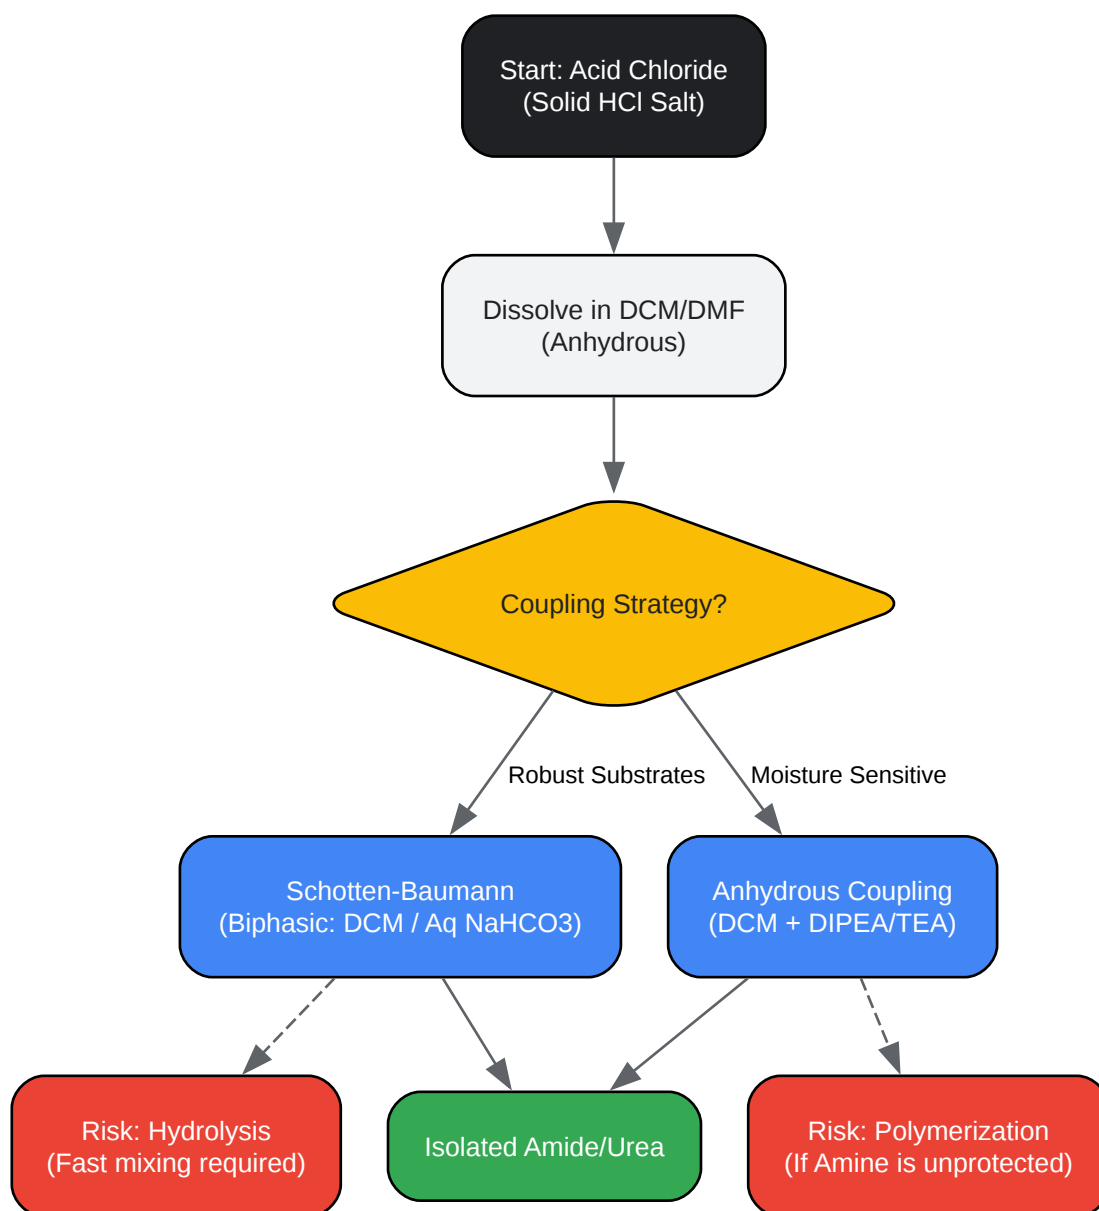 Start: Acid Chloride
(Solid HCl Salt)
Dissolve in DCM/DMF
(Anhydrous)
Coupling Strategy?
Robust Substrates
Moisture Sensitive
Schotten-Baumann
(Biphasic: DCM / Aq NaHCO3)
Anhydrous Coupling
(DCM + DIPEA/TEA)
Risk: Hydrolysis
(Fast mixing required)
Isolated Amide/Urea
Risk: Polymerization
(If Amine is unprotected)